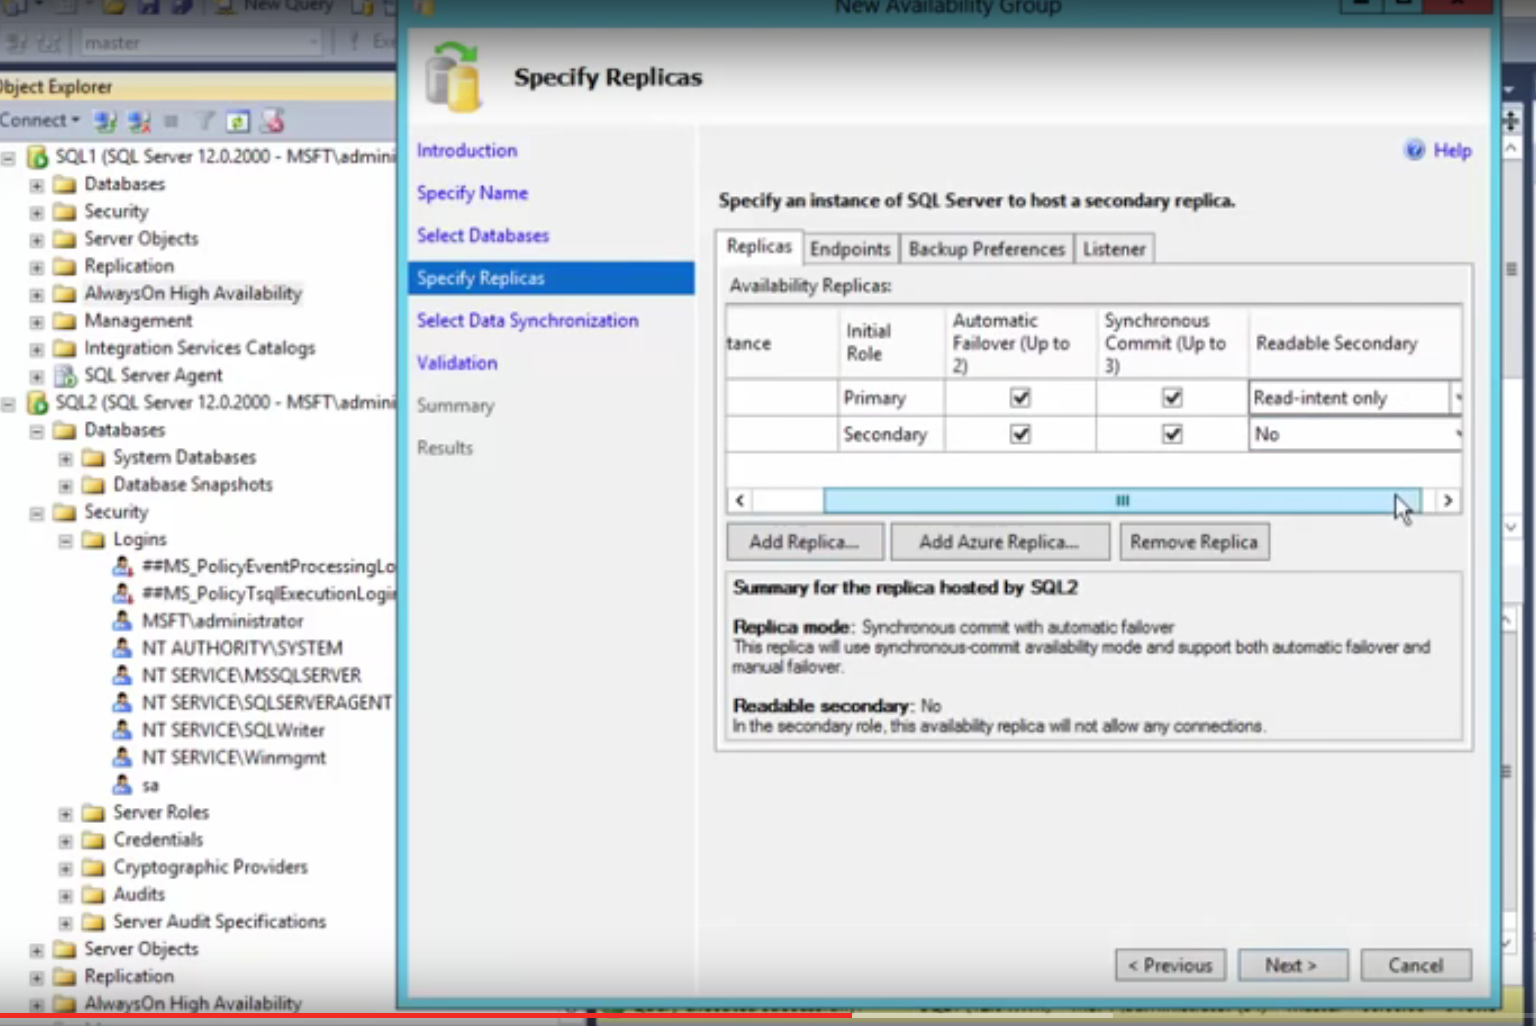 New Query
master
Object Explorer
Connect
SQL1 (SQL Server 12.0.2000 - MSFT\admini
Databases
Security
Server Objects
Replication
AlwaysOn High Availability
Management
Integration Services Catalogs
SQL Server Agent
SQL2 (SQL Server 12.0.2000 - MSFT\admini
Databases
System Databases
Database Snapshots
Security
Logins
##MS_PolicyEventProcessingLo
##MS_PolicyTsqlExecutionLogin
MSFT\administrator
NT AUTHORITY\SYSTEM
NT SERVICE\MSSQLSERVER
NT SERVICE\SQLSERVERAGENT
NT SERVICE\SQLWriter
NT SERVICE\Winmgmt
sa
Server Roles
Credentials
Cryptographic Providers
Audits
Server Audit Specifications
Server Objects
Replication
AlwaysOn High Availability
New Availability Group
Specify Replicas
Introduction
Specify Name
Select Databases
Specify Replicas
Select Data Synchronization
Validation
Summary
Results
Help
Specify an instance of SQL Server to host a secondary replica.
Replicas Endpoints Backup Preferences Listener
Availability Replicas:
tance
Initial
Role
Automatic
Failover (Up to
2)
Synchronous
Commit (Up to
3)
Readable Secondary
Primary Read-intent only
Secondary No
Add Replica... Add Azure Replica... Remove Replica
Summary for the replica hosted by SQL2
Replica mode: Synchronous commit with automatic failover
This replica will use synchronous-commit availability mode and support both automatic failover and
manual failover.
Readable secondary: No
In the secondary role, this availability replica will not allow any connections.
< Previous Next > Cancel